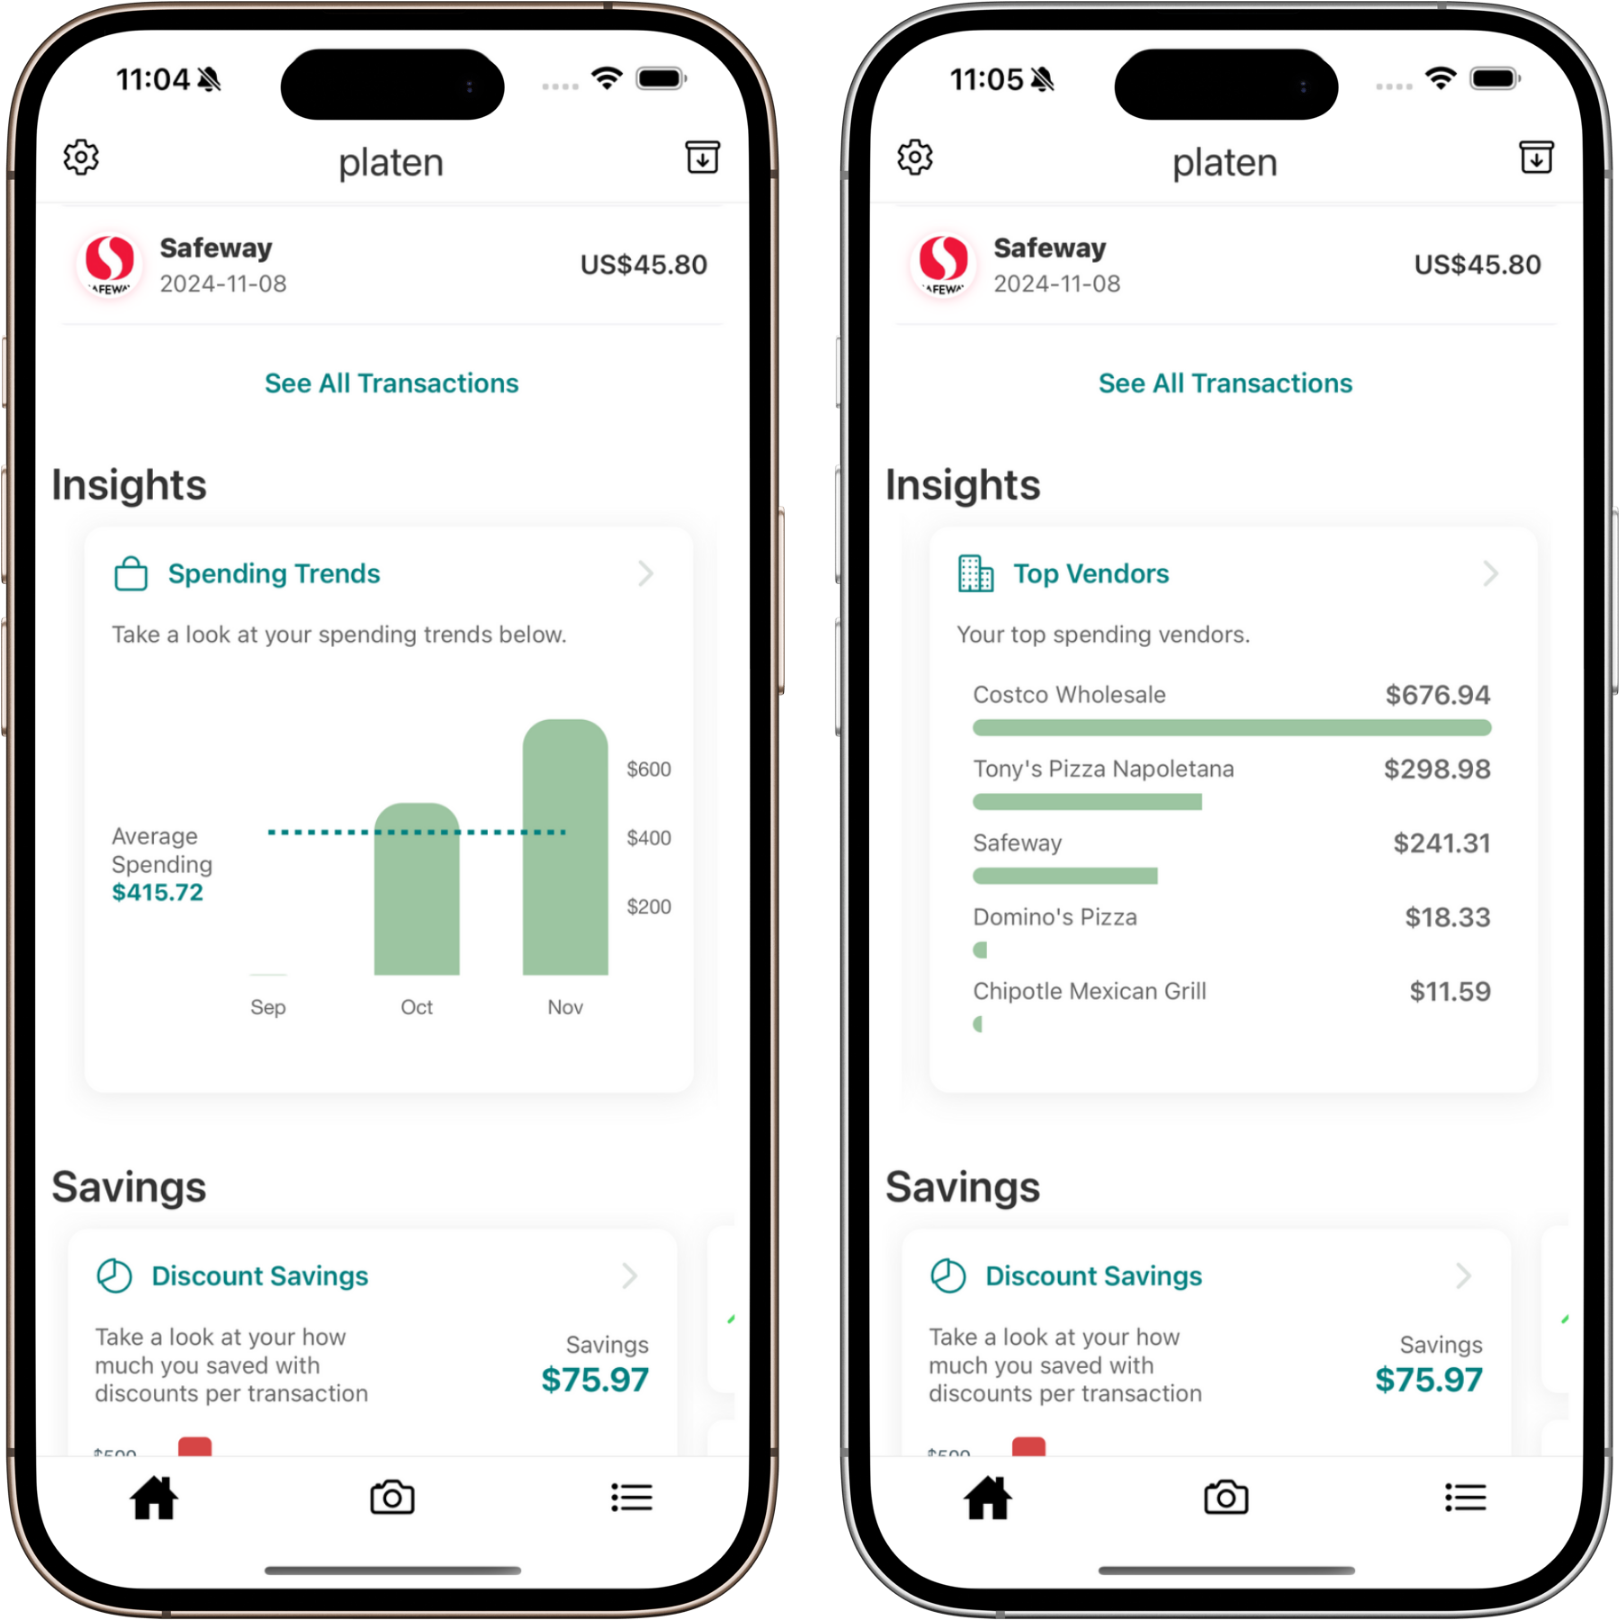 11:04
platen
Safeway
2024-11-08
US$45.80
See All Transactions
Insights
Spending Trends
Take a look at your spending trends below.
$600
$400
$200
Average
Spending
$415.72
Sep Oct Nov
Savings
Discount Savings
Take a look at your how
much you saved with
discounts per transaction
Savings
$75.97
$500
11:05
platen
Safeway
2024-11-08
US$45.80
See All Transactions
Insights
Top Vendors
Your top spending vendors.
Costco Wholesale $676.94
Tony's Pizza Napoletana $298.98
Safeway $241.31
Domino's Pizza $18.33
Chipotle Mexican Grill $11.59
Savings
Discount Savings
Take a look at your how
much you saved with
discounts per transaction
Savings
$75.97
$500